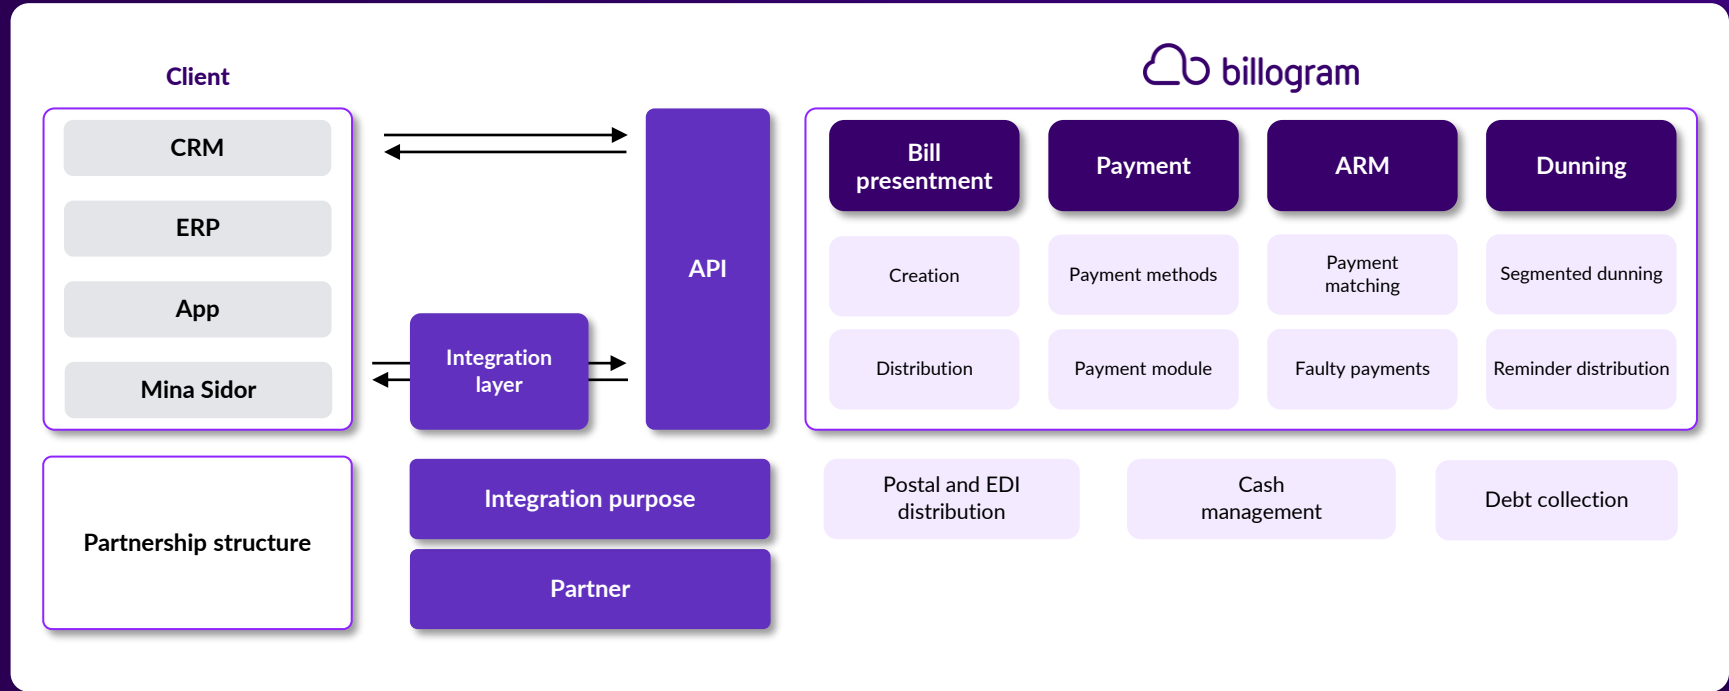 Client
CRM
ERP
App
Mina Sidor
Partnership structure
Integration
layer
API
Integration purpose
Partner
billogram
Bill
presentment
Payment
ARM
Dunning
Creation
Payment methods
Payment
matching
Segmented dunning
Distribution
Payment module
Faulty payments
Reminder distribution
Postal and EDI
distribution
Cash
management
Debt collection